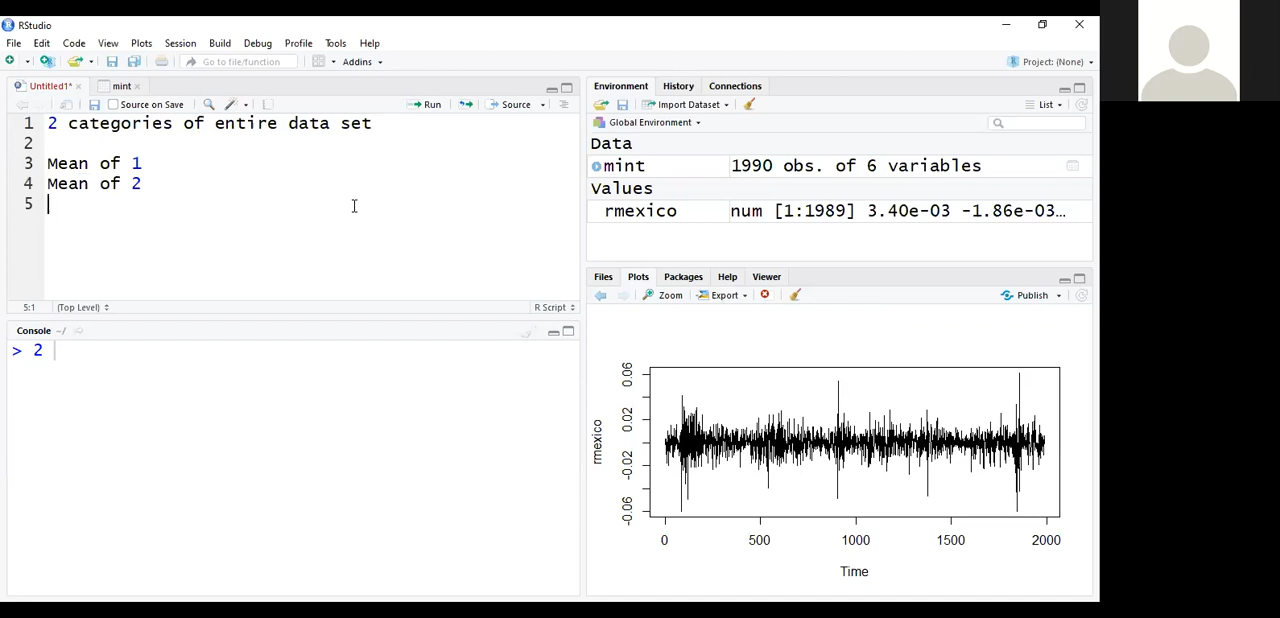 RStudio
File Edit Code View Plots Session Build Debug Profile Tools Help
Go to file/function Addins Project: (None)
Untitled1* mint
Source on Save Run Source
1 2 categories of entire data set
2
3 Mean of 1
4 Mean of 2
5
5:1 (Top Level) R Script
Console ~/
> 2
Environment History Connections
Import Dataset List
Global Environment
Data
mint 1990 obs. of 6 variables
Values
rmexico num [1:1989] 3.40e-03 -1.86e-03…
Files Plots Packages Help Viewer
Zoom Export Publish
rmexico
0.06
0.02
-0.02
-0.06
0 500 1000 1500 2000
Time